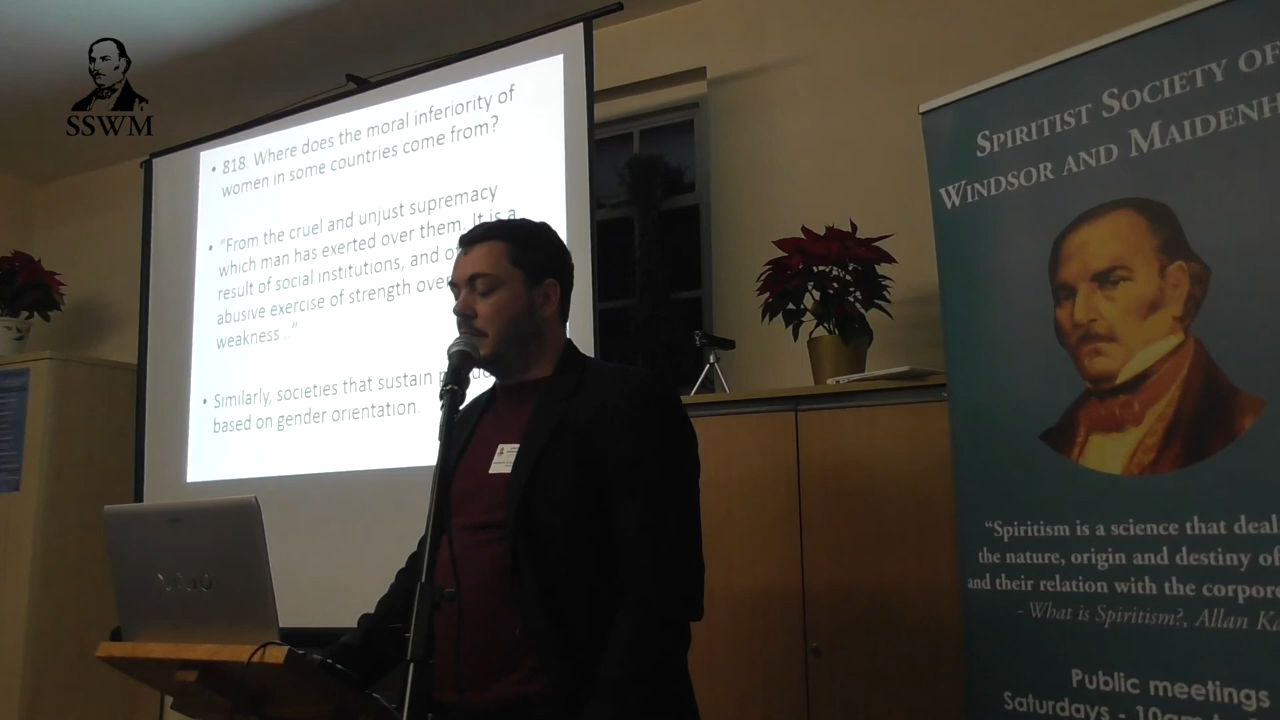 SSWM
• 818. Where does the moral inferiority of
women in some countries come from?
• "From the cruel and unjust supremacy
which man has exerted over them. It is a
result of social institutions, and of
abusive exercise of strength over
weakness..."
• Similarly, societies that sustain
based on gender orientation.
VAIO
SPIRITIST SOCIETY OF
WINDSOR AND MAIDENH
"Spiritism is a science that deal
the nature, origin and destiny of
and their relation with the corpor
- What is Spiritism?, Allan Ka
Public meetings
Saturdays - 10am